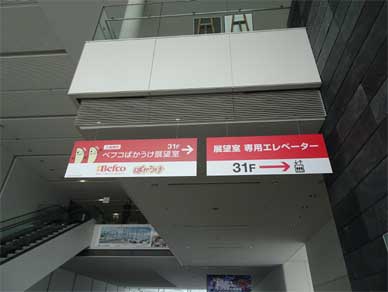 31F
ベフコばかうけ展望室
Befco ばかうけ
展望室 専用エレベーター
31F